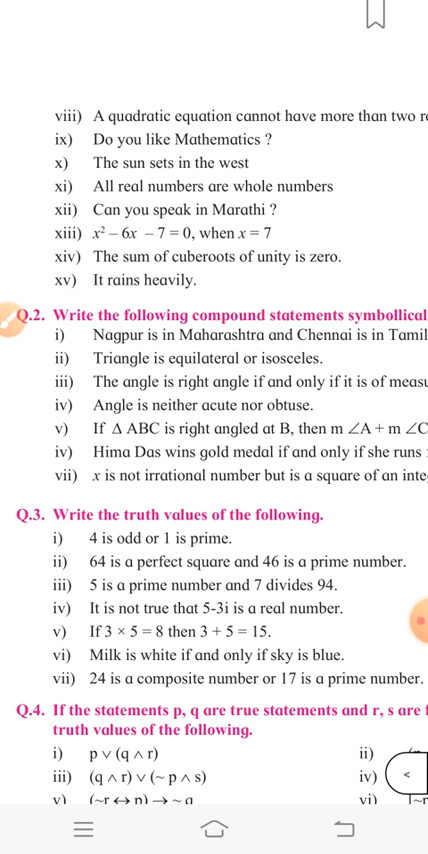 viii) A quadratic equation cannot have more than two
ix) Do you like Mathematics ?
x) The sun sets in the west
xi) All real numbers are whole numbers
xii) Can you speak in Marathi ?
xiii) x² – 6x – 7 = 0, when x = 7
xiv) The sum of cuberoots of unity is zero.
xv) It rains heavily.
Q.2. Write the following compound statements symbollical
i) Nagpur is in Maharashtra and Chennai is in Tamil
ii) Triangle is equilateral or isosceles.
iii) The angle is right angle if and only if it is of
iv) Angle is neither acute nor obtuse.
v) If Δ ABC is right angled at B, then m ∠A + m ∠C
iv) Hima Das wins gold medal if and only if she runs
vii) x is not irrational number but is a square of an
Q.3. Write the truth values of the following.
i) 4 is odd or 1 is prime.
ii) 64 is a perfect square and 46 is a prime number.
iii) 5 is a prime number and 7 divides 94.
iv) It is not true that 5-3i is a real number.
v) If 3 × 5 = 8 then 3 + 5 = 15.
vi) Milk is white if and only if sky is blue.
vii) 24 is a composite number or 17 is a prime number.
Q.4. If the statements p, q are true statements and r, s are
truth values of the following.
i) p ∨ (q ∧ r) ii)
iii) (q ∧ r) ∨ (~ p ∧ s) iv)
v) (~r ↔ p) → ~ q vi)